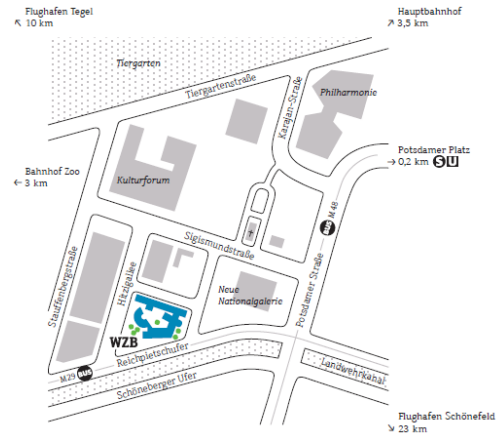 Flughafen Tegel
↖ 10 km
Hauptbahnhof
↗ 3,5 km
Tiergarten
Tiergartenstraße
Karajan-Straße
Philharmonie
Potsdamer Platz
→ 0,2 km S U
Bahnhof Zoo
← 3 km
Kulturforum
BUS M48
Sigismundstraße
Stauffenbergstraße
Hitzigallee
Neue
Nationalgalerie
Potsdamer Straße
WZB
Reichpietschufer
M29 BUS
Schöneberger Ufer
Landwehrkanal
Flughafen Schönefeld
↘ 23 km